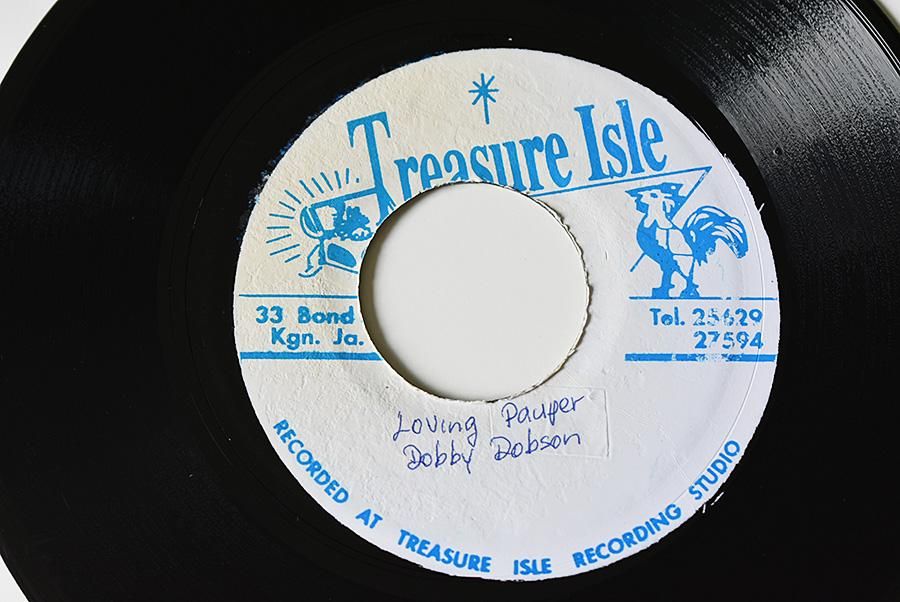 Treasure Isle
33 Bond
Kgn. Ja.
Tel. 25629
27594
Loving Pauper
Dobby Dobson
RECORDED AT TREASURE ISLE RECORDING STUDIO